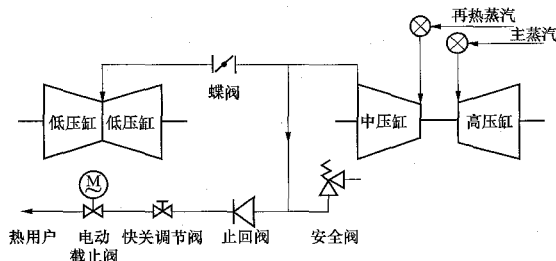 再热蒸汽
主蒸汽
蝶阀
低压缸 低压缸
中压缸
高压缸
M
热用户
电动
截止阀
快关调节阀
止回阀
安全阀